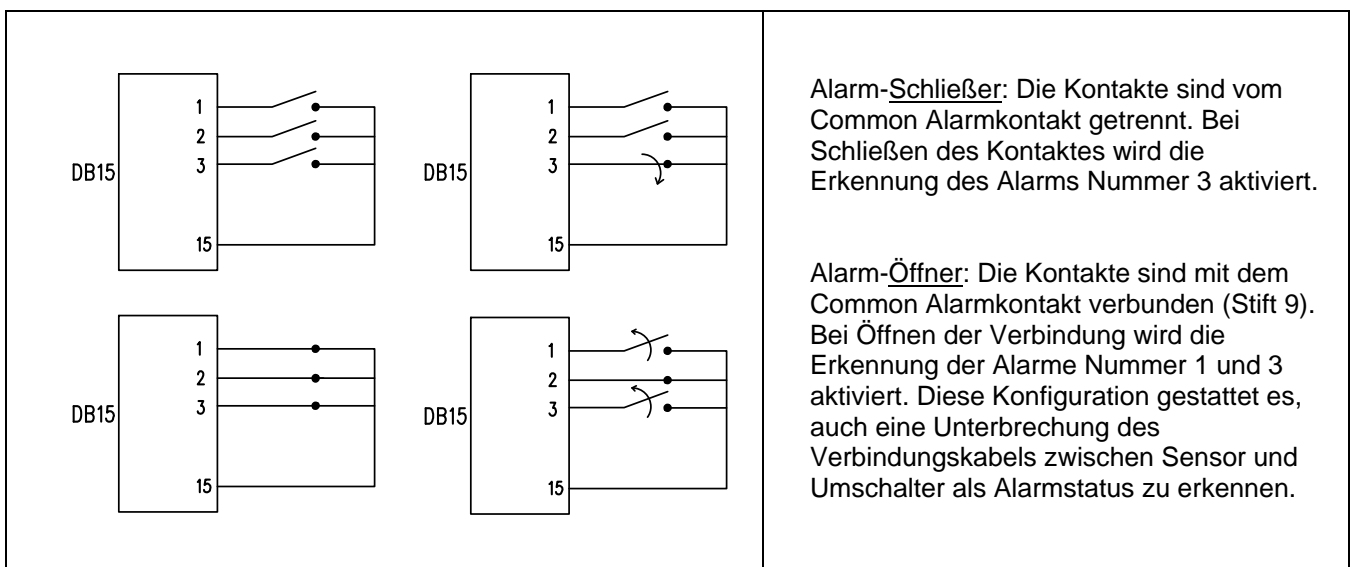 1
2
3
DB15
15
1
2
3
DB15
15
1
2
3
DB15
15
1
2
3
DB15
15
Alarm-Schließer: Die Kontakte sind vom
Common Alarmkontakt getrennt. Bei
Schließen des Kontaktes wird die
Erkennung des Alarms Nummer 3 aktiviert.
Alarm-Öffner: Die Kontakte sind mit dem
Common Alarmkontakt verbunden (Stift 9).
Bei Öffnen der Verbindung wird die
Erkennung der Alarme Nummer 1 und 3
aktiviert. Diese Konfiguration gestattet es,
auch eine Unterbrechung des
Verbindungskabels zwischen Sensor und
Umschalter als Alarmstatus zu erkennen.